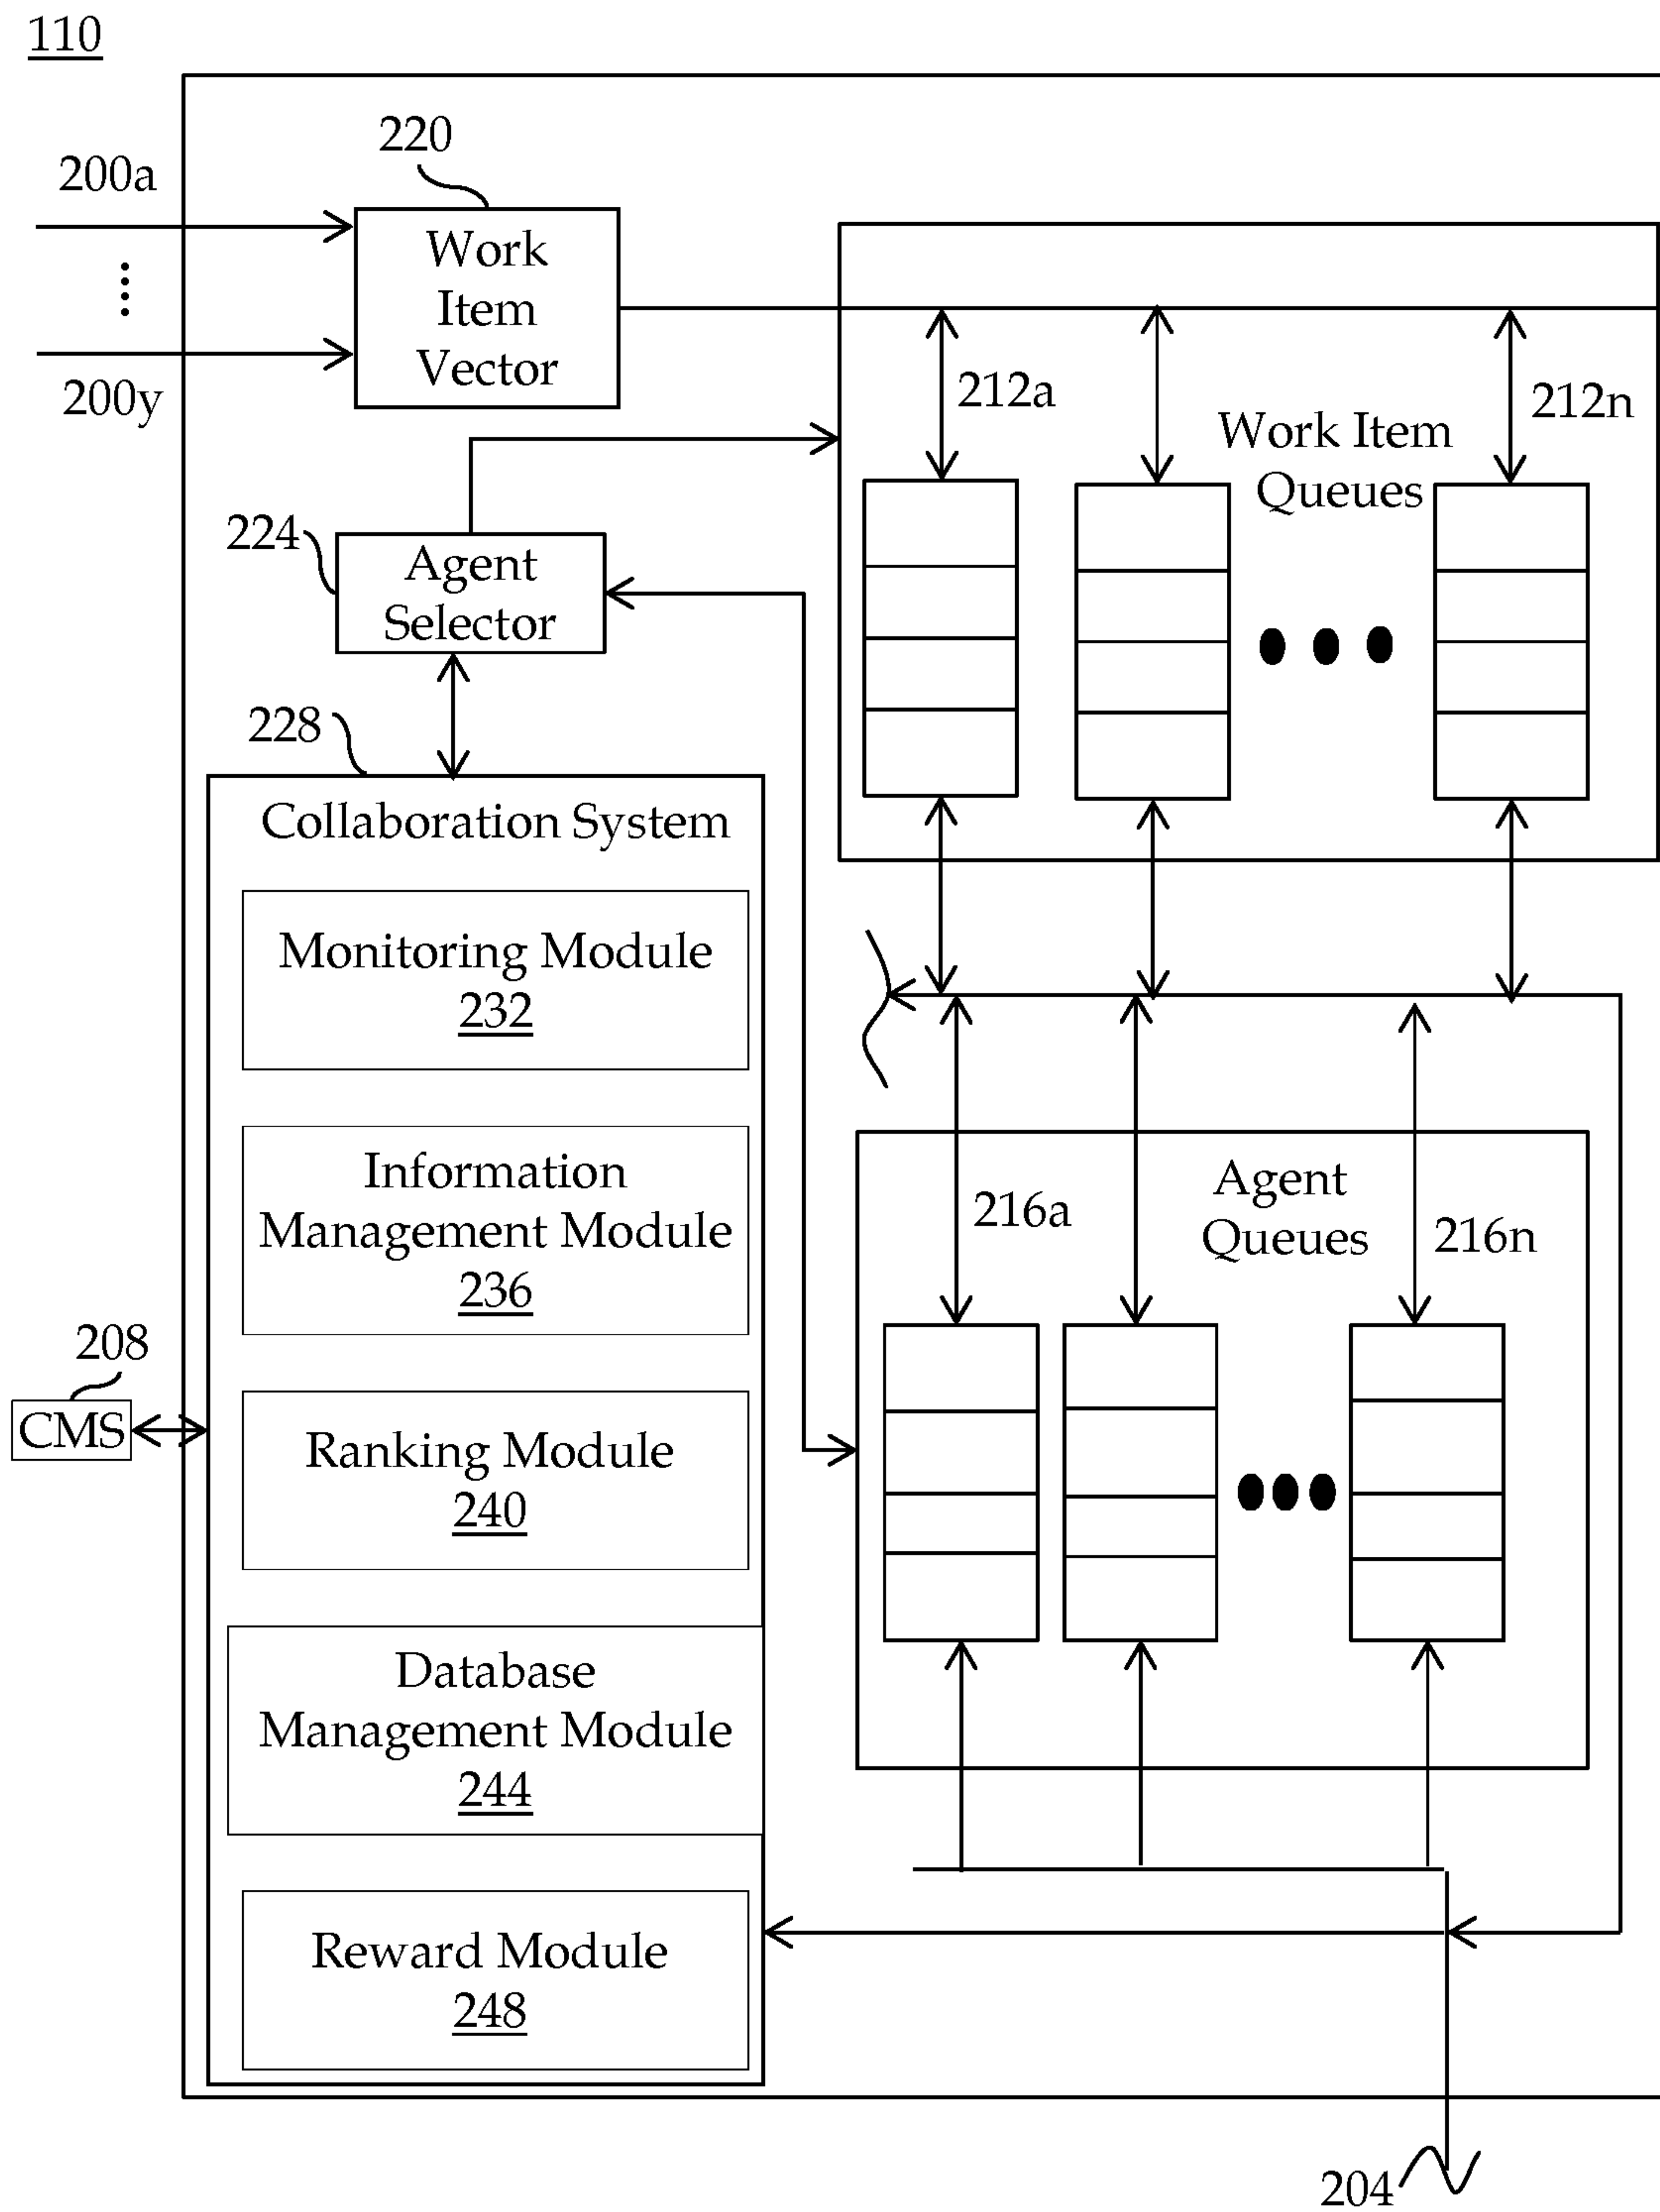 110
220
200a
Work
Item
Vector
200y
212a
212n
Work Item
Queues
224
Agent
Selector
228
Collaboration System
Monitoring Module
232
Information
Management Module
236
Agent
Queues
216a
216n
208
CMS
Ranking Module
240
Database
Management Module
244
Reward Module
248
204